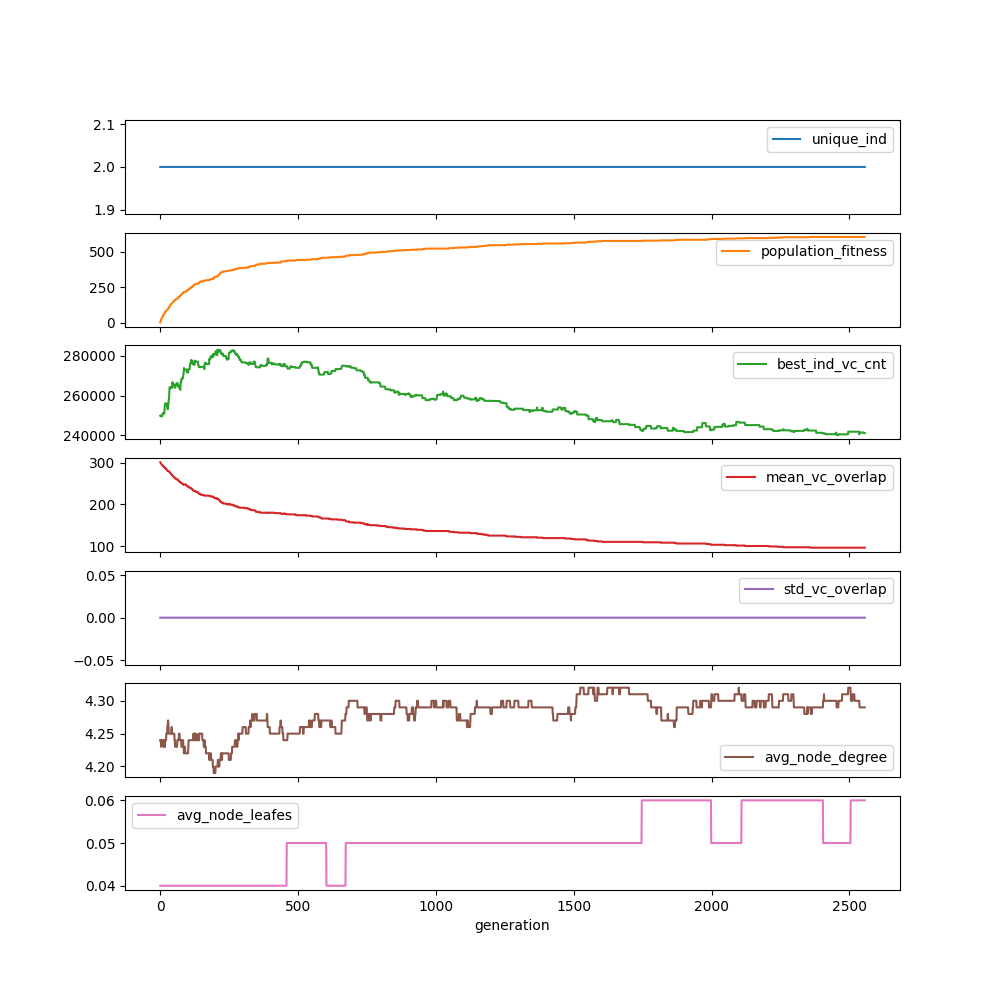 2.1
2.0
1.9
unique_ind
500
250
0
population_fitness
280000
260000
240000
best_ind_vc_cnt
300
200
100
mean_vc_overlap
0.05
0.00
−0.05
std_vc_overlap
4.30
4.25
4.20
avg_node_degree
0.06
0.05
0.04
avg_node_leafes
0 500 1000 1500 2000 2500
generation